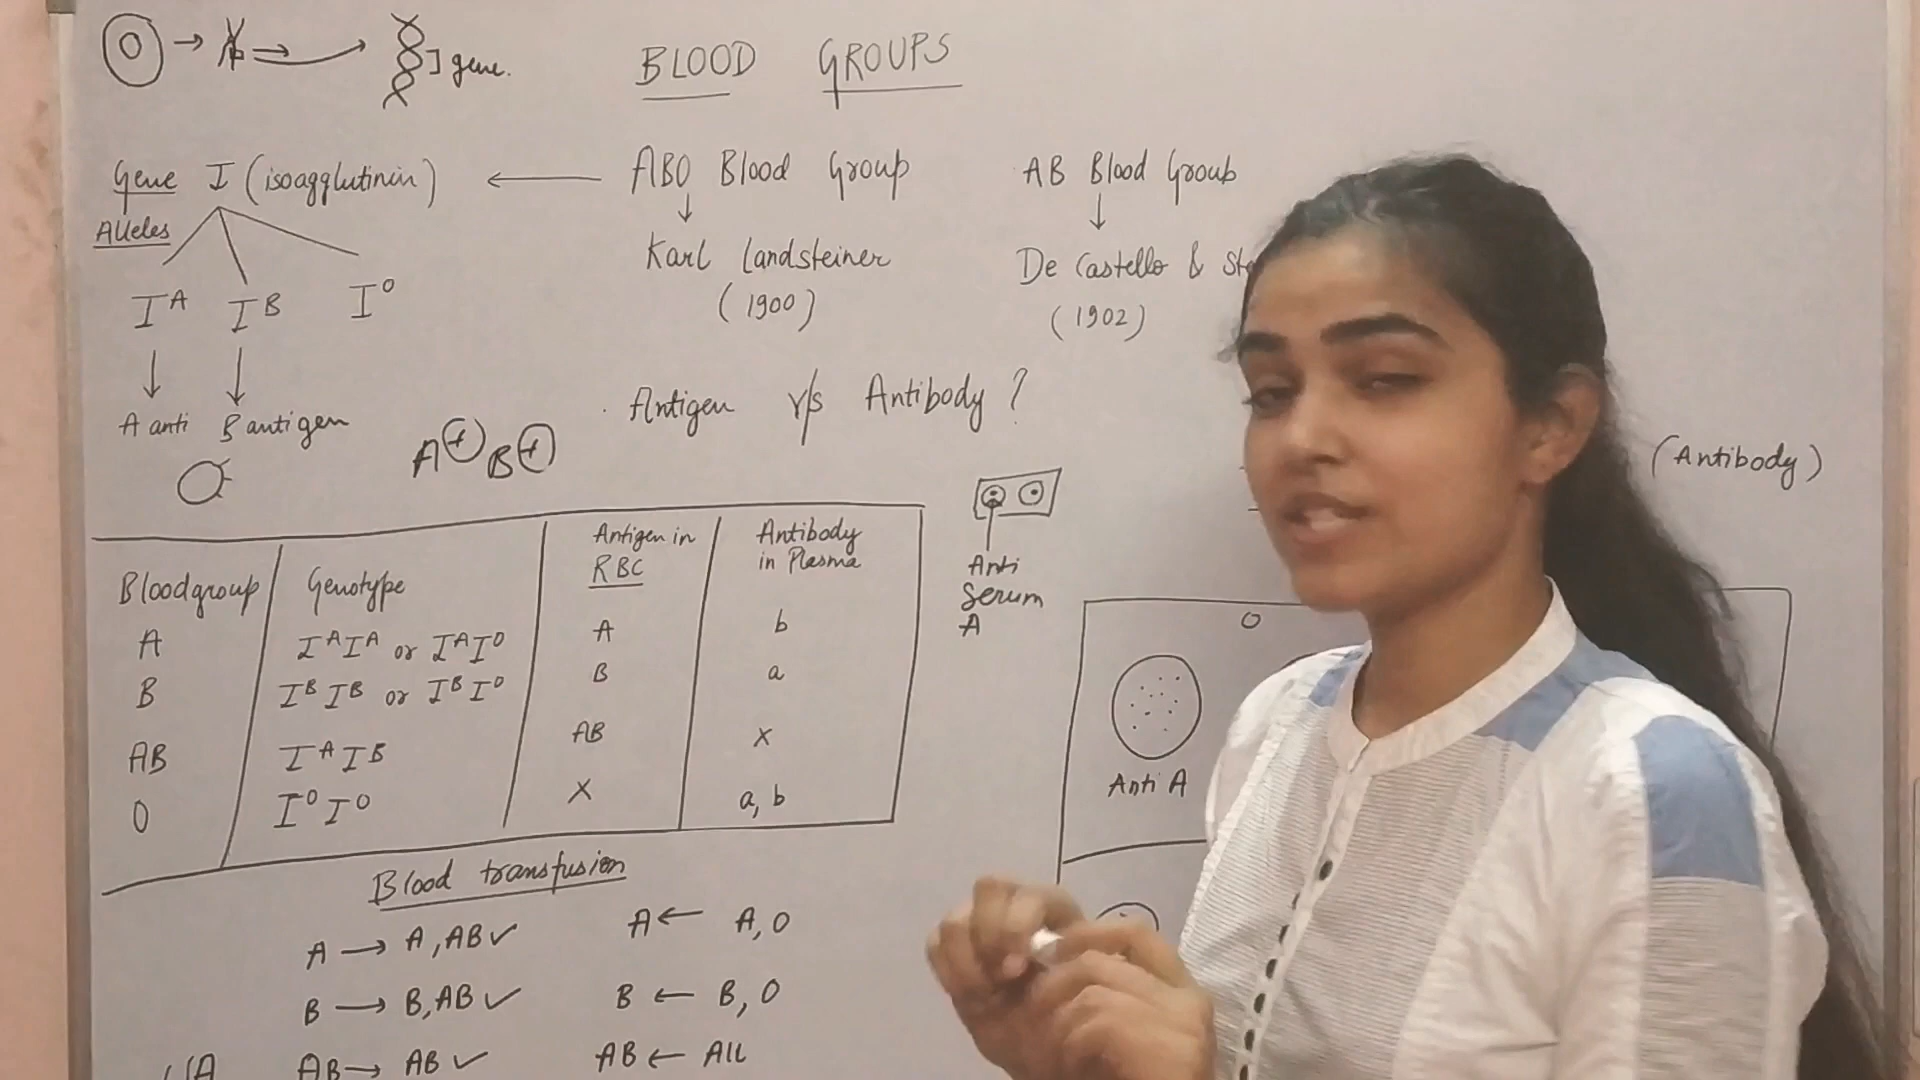 gene.
BLOOD GROUPS
Gene I (isoagglutinin)
Alleles
I^A I^B I^O
A anti B antigen
A+ B+
ABO Blood Group
Karl Landsteiner
(1900)
AB Blood Group
De Castello &
(1902)
Antigen v/s Antibody ?
(Antibody)
Bloodgroup Genotype Antigen in RBC Antibody in Plasma
A I^A I^A or I^A I^O A b
B I^B I^B or I^B I^O B a
AB I^A I^B AB x
O I^O I^O X a, b
Anti
Serum
A
O
Anti A
Blood transfusion
A → A, AB ✓ A ← A, O
B → B, AB ✓ B ← B, O
AB → AB ✓ AB ← All